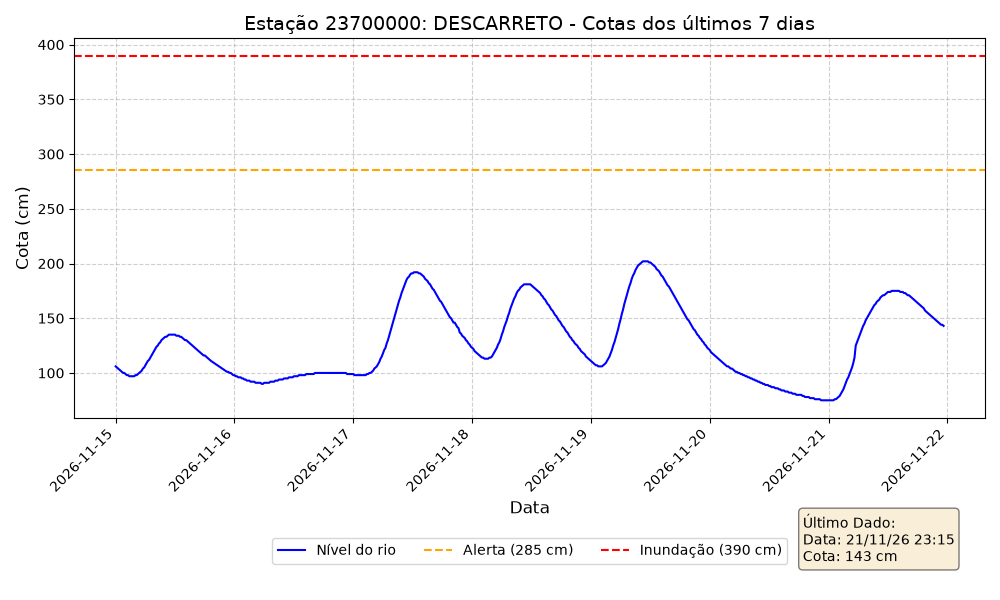 Estação 23700000: DESCARRETO - Cotas dos últimos 7 dias
Cota (cm)
400
350
300
250
200
150
100
2026-11-15
2026-11-16
2026-11-17
2026-11-18
2026-11-19
2026-11-20
2026-11-21
2026-11-22
Data
Nível do rio
Alerta (285 cm)
Inundação (390 cm)
Último Dado:
Data: 21/11/26 23:15
Cota: 143 cm